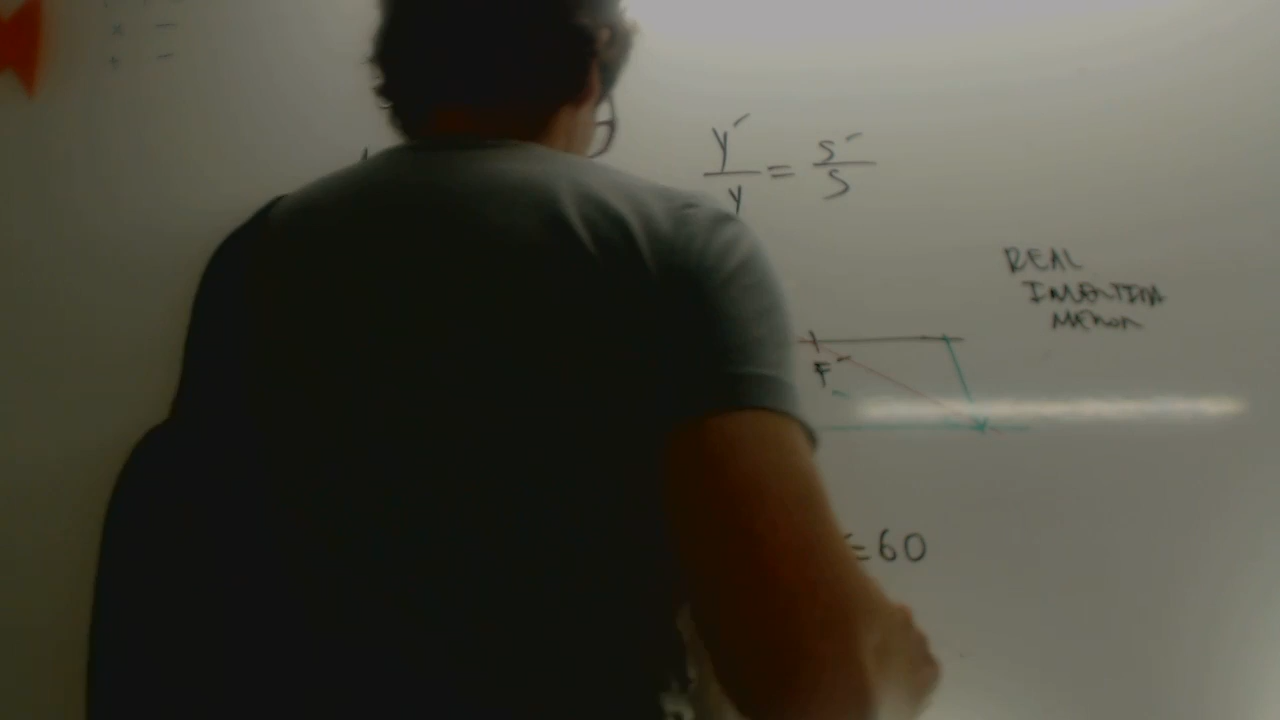 y´/y = s´/s
REAL
INVERTIDA
MENOR
F´
=60